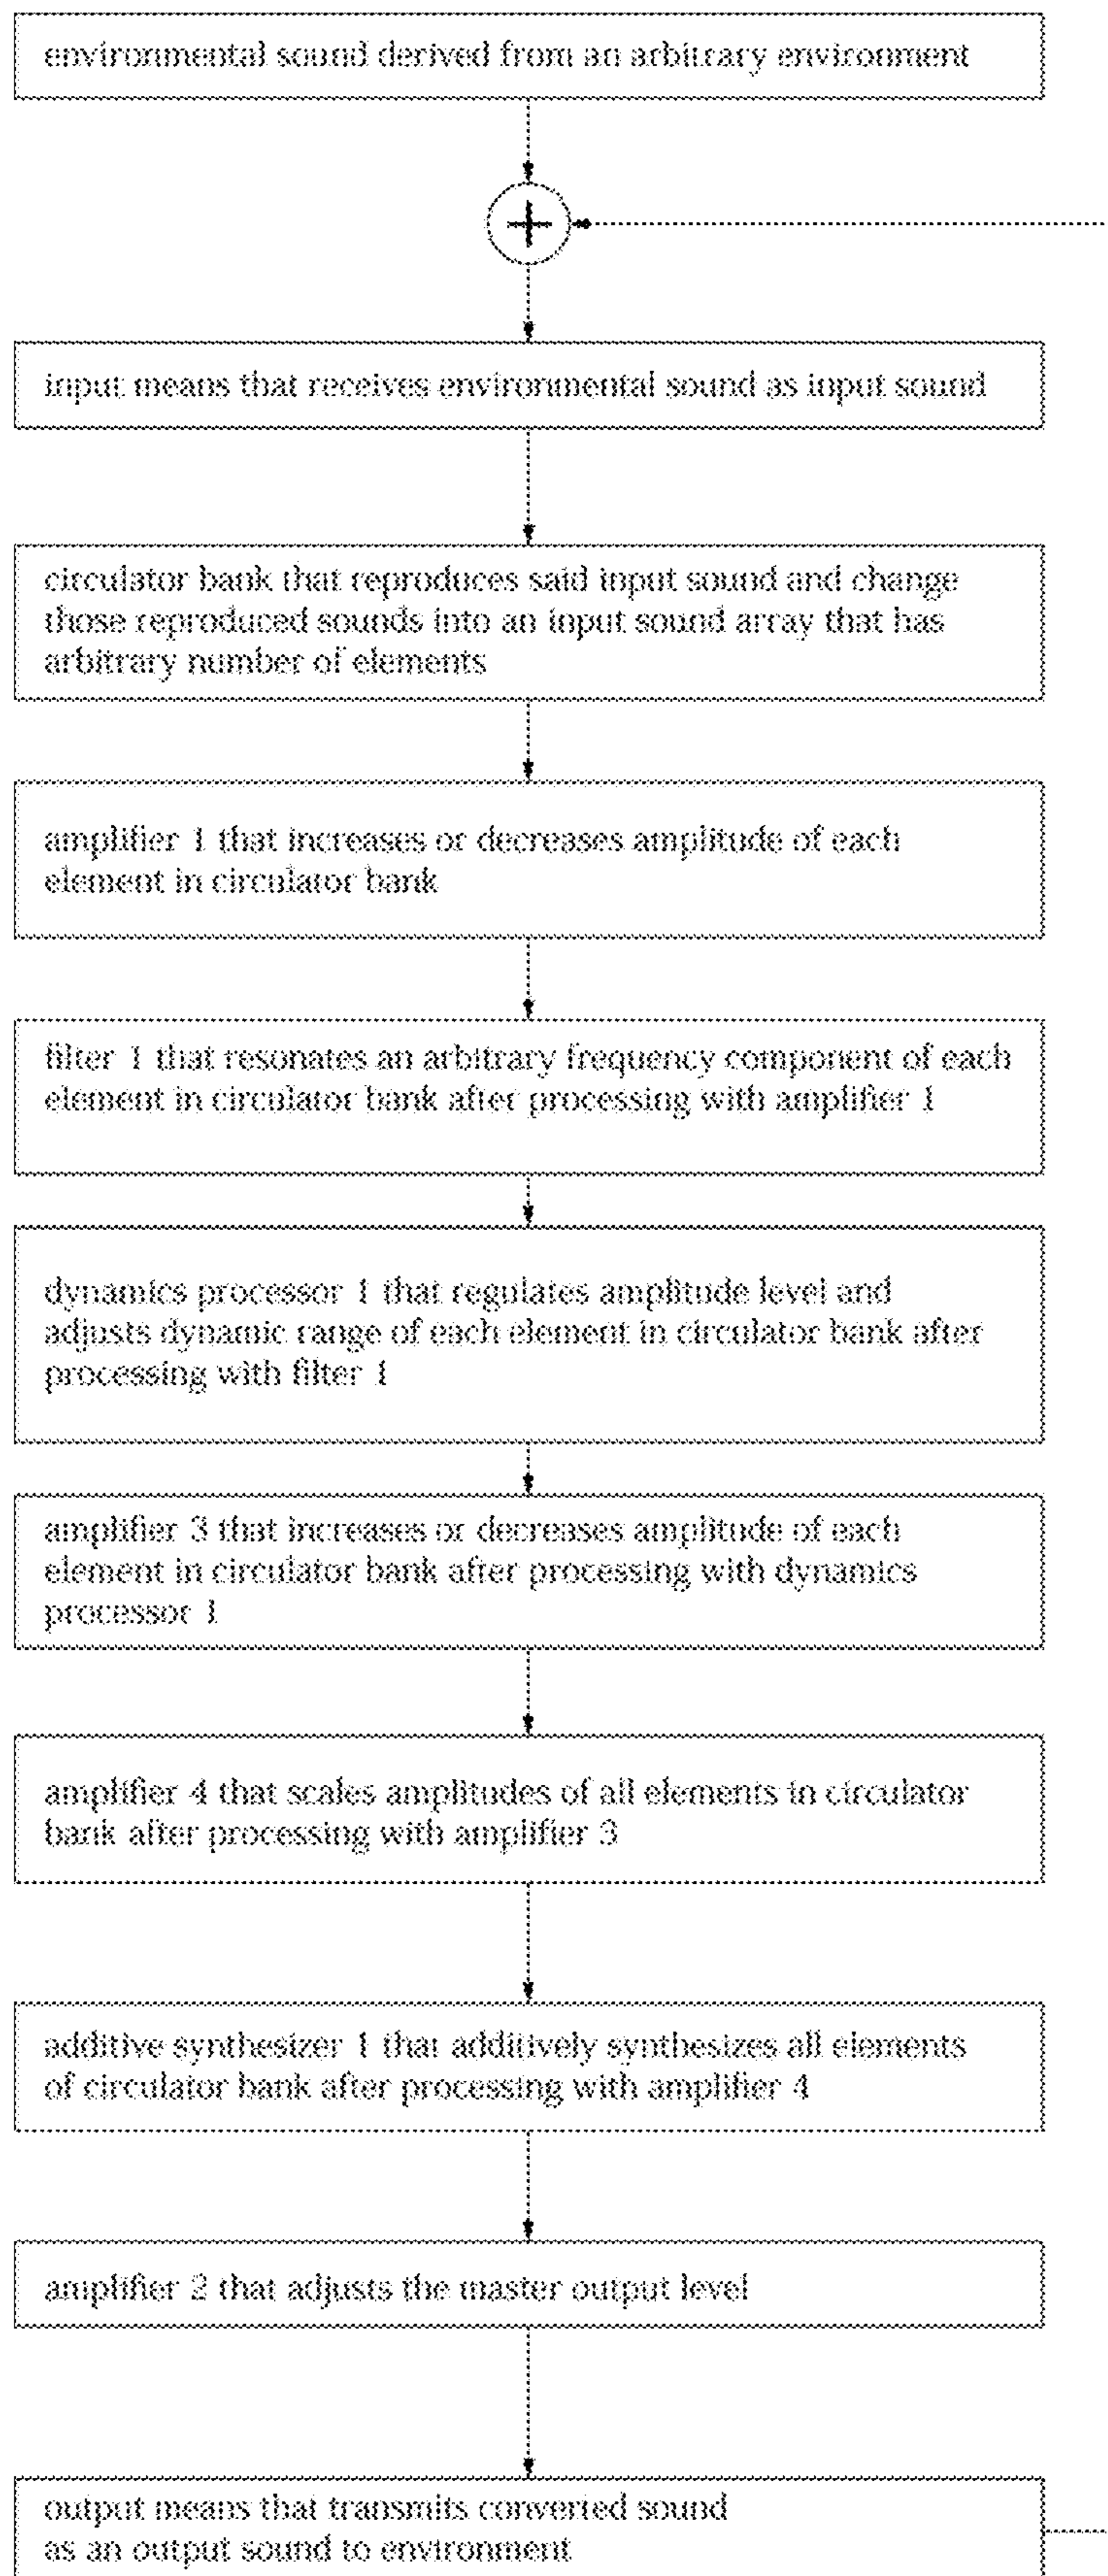 environmental sound derived from an arbitrary environment
+
input means that receives environmental sound as input sound
circulator bank that reproduces said input sound and change
those reproduced sounds into an input sound array that has
arbitrary number of elements
amplifier 1 that increases or decreases amplitude of each
element in circulator bank
filter 1 that resonates an arbitrary frequency component of each
element in circulator bank after processing with amplifier 1
dynamics processor 1 that regulates amplitude level and
adjusts dynamic range of each element in circulator bank after
processing with filter 1
amplifier 3 that increases or decreases amplitude of each
element in circulator bank after processing with dynamics
processor 1
amplifier 4 that scales amplitudes of all elements in circulator
bank after processing with amplifier 3
additive synthesizer 1 that additively synthesizes all elements
of circulator bank after processing with amplifier 4
amplifier 2 that adjusts the master output level
output means that transmits converted sound
as an output sound to environment